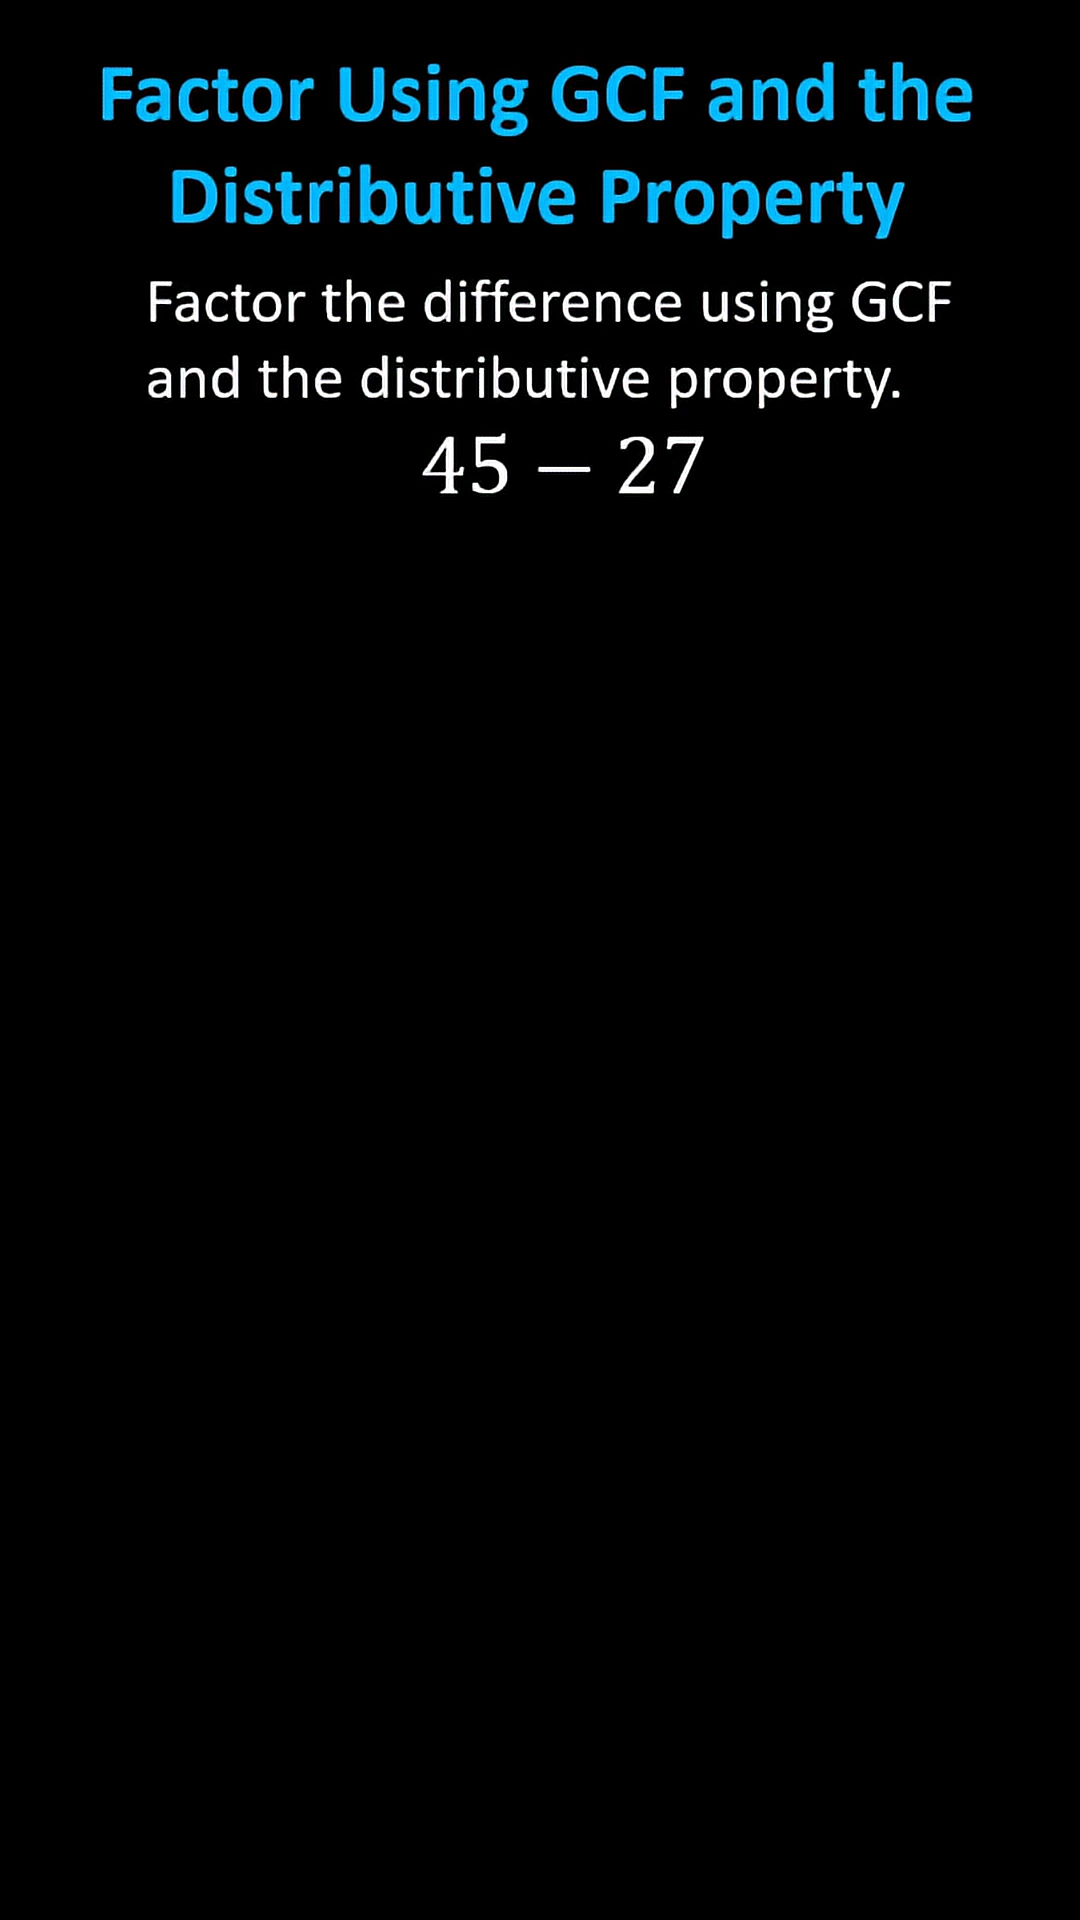 Factor Using GCF and the
Distributive Property
Factor the difference using GCF
and the distributive property.
45 − 27